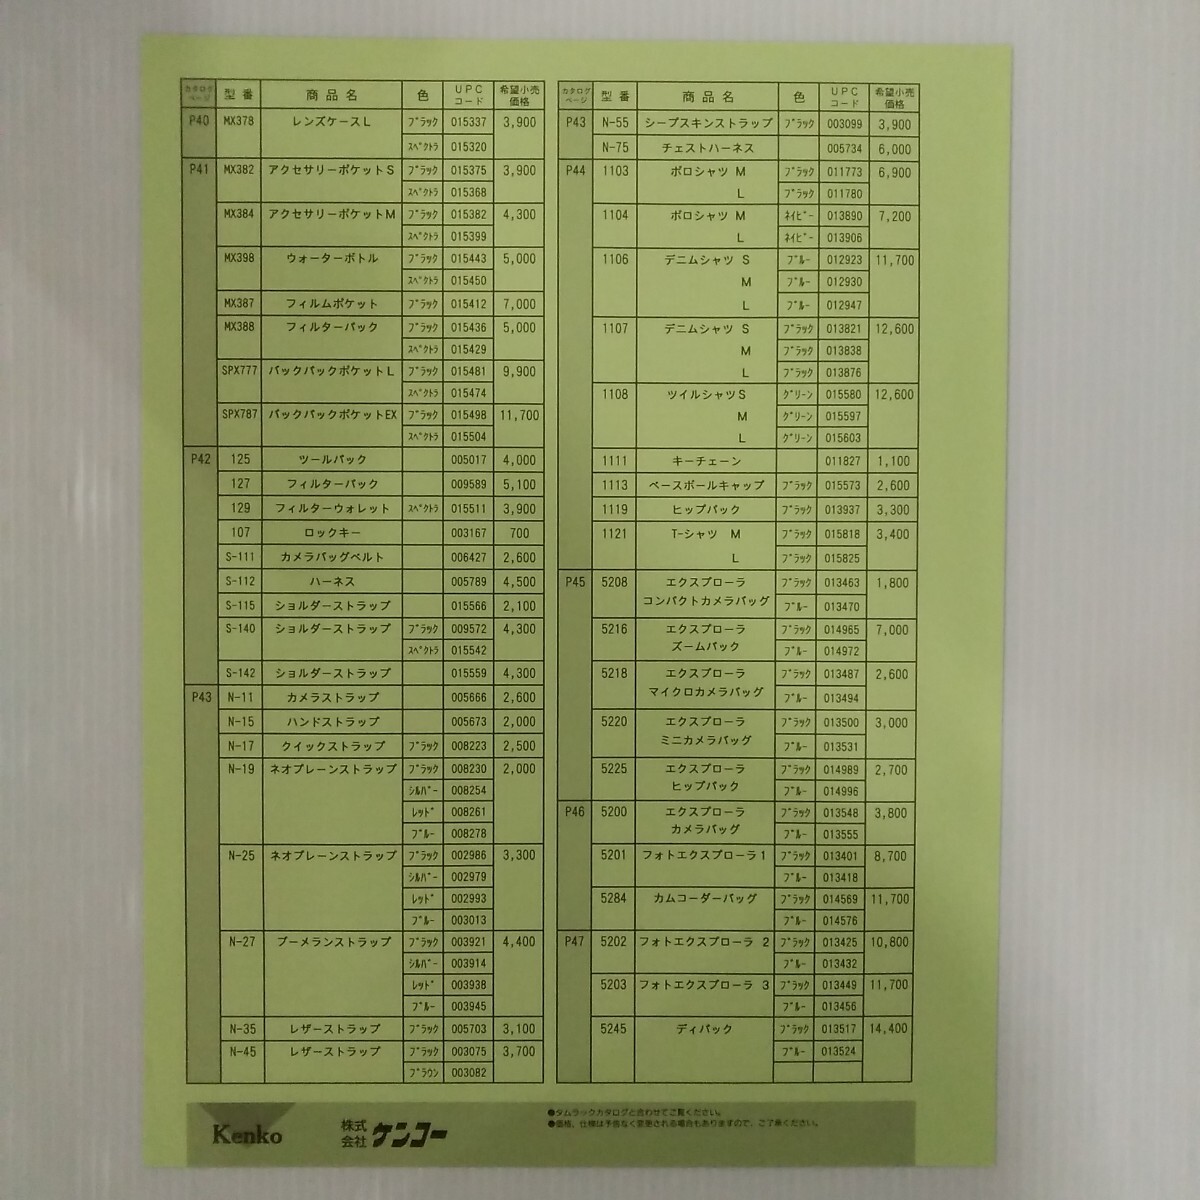 カタログページ 型番 商品名 色 UPCコード 希望小売価格
P40 MX378 レンズケースL ブラック 015337 3,900
スペクトラ 015320
P41 MX382 アクセサリーポケットS ブラック 015375 3,900
スペクトラ 015368
MX384 アクセサリーポケットM ブラック 015382 4,300
スペクトラ 015399
MX398 ウォーターボトル ブラック 015443 5,000
スペクトラ 015450
MX387 フィルムポケット ブラック 015412 7,000
MX388 フィルターパック ブラック 015436 5,000
スペクトラ 015429
SPX777 バックパックポケットL ブラック 015481 9,900
スペクトラ 015474
SPX787 バックパックポケットEX ブラック 015498 11,700
スペクトラ 015504
P42 125 ツールパック 005017 4,000
127 フィルターパック 009589 5,100
129 フィルターウォレット スペクトラ 015511 3,900
107 ロックキー 003167 700
S-111 カメラバッグベルト 006427 2,600
S-112 ハーネス 005789 4,500
S-115 ショルダーストラップ 015566 2,100
S-140 ショルダーストラップ ブラック 009572 4,300
スペクトラ 015542
S-142 ショルダーストラップ 015559 4,300
P43 N-11 カメラストラップ 005666 2,600
N-15 ハンドストラップ 005673 2,000
N-17 クイックストラップ ブラック 008223 2,500
N-19 ネオプレーンストラップ ブラック 008230 2,000
シルバー 008254
レッド 008261
ブルー 008278
N-25 ネオプレーンストラップ ブラック 002986 3,300
シルバー 002979
レッド 002993
ブルー 003013
N-27 ブーメランストラップ ブラック 003921 4,400
シルバー 003914
レッド 003938
ブルー 003945
N-35 レザーストラップ ブラック 005703 3,100
N-45 レザーストラップ ブラック 003075 3,700
ブラウン 003082
カタログページ 型番 商品名 色 UPCコード 希望小売価格
P43 N-55 シープスキンストラップ ブラック 003099 3,900
N-75 チェストハーネス 005734 6,000
P44 1103 ポロシャツ M ブラック 011773 6,900
L ブラック 011780
1104 ポロシャツ M ネイビー 013890 7,200
L ネイビー 013906
1106 デニムシャツ S ブルー 012923 11,700
M ブルー 012930
L ブルー 012947
1107 デニムシャツ S ブラック 013821 12,600
M ブラック 013838
L ブラック 013876
1108 ツイルシャツS グリーン 015580 12,600
M グリーン 015597
L グリーン 015603
1111 キーチェーン 011827 1,100
1113 ベースボールキャップ ブラック 015573 2,600
1119 ヒップパック ブラック 013937 3,300
1121 T-シャツ M ブラック 015818 3,400
L ブラック 015825
P45 5208 エクスプローラ ブラック 013463 1,800
コンパクトカメラバッグ ブルー 013470
5216 エクスプローラ ブラック 014965 7,000
ズームパック ブルー 014972
5218 エクスプローラ ブラック 013487 2,600
マイクロカメラバッグ ブルー 013494
5220 エクスプローラ ブラック 013500 3,000
ミニカメラバッグ ブルー 013531
5225 エクスプローラ ブラック 014989 2,700
ヒップパック ブルー 014996
P46 5200 エクスプローラ ブラック 013548 3,800
カメラバッグ ブルー 013555
5201 フォトエクスプローラ1 ブラック 013401 8,700
ブルー 013418
5284 カムコーダーバッグ ブラック 014569 11,700
ブルー 014576
P47 5202 フォトエクスプローラ 2 ブラック 013425 10,800
ブルー 013432
5203 フォトエクスプローラ 3 ブラック 013449 11,700
ブルー 013456
5245 デイパック ブラック 013517 14,400
ブルー 013524
Kenko 株式会社 ケンコー
●タムラックカタログと合わせてご覧ください。
●価格、仕様は予告なく変更される場合もありますので、ご了承ください。